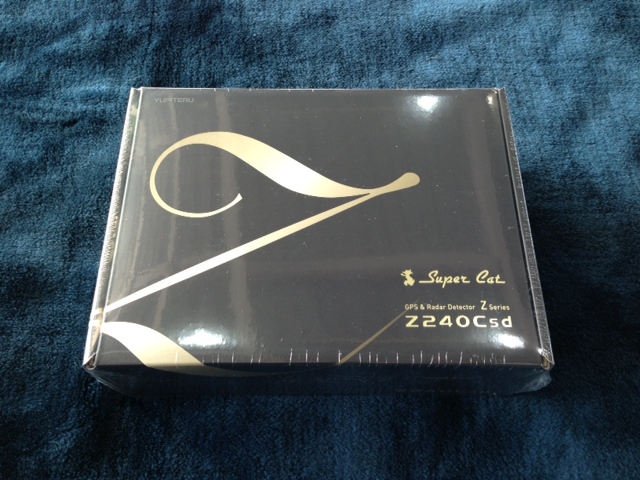 YUPITERU
Super Cat
GPS & Radar Detector Z Series
Z240Csd